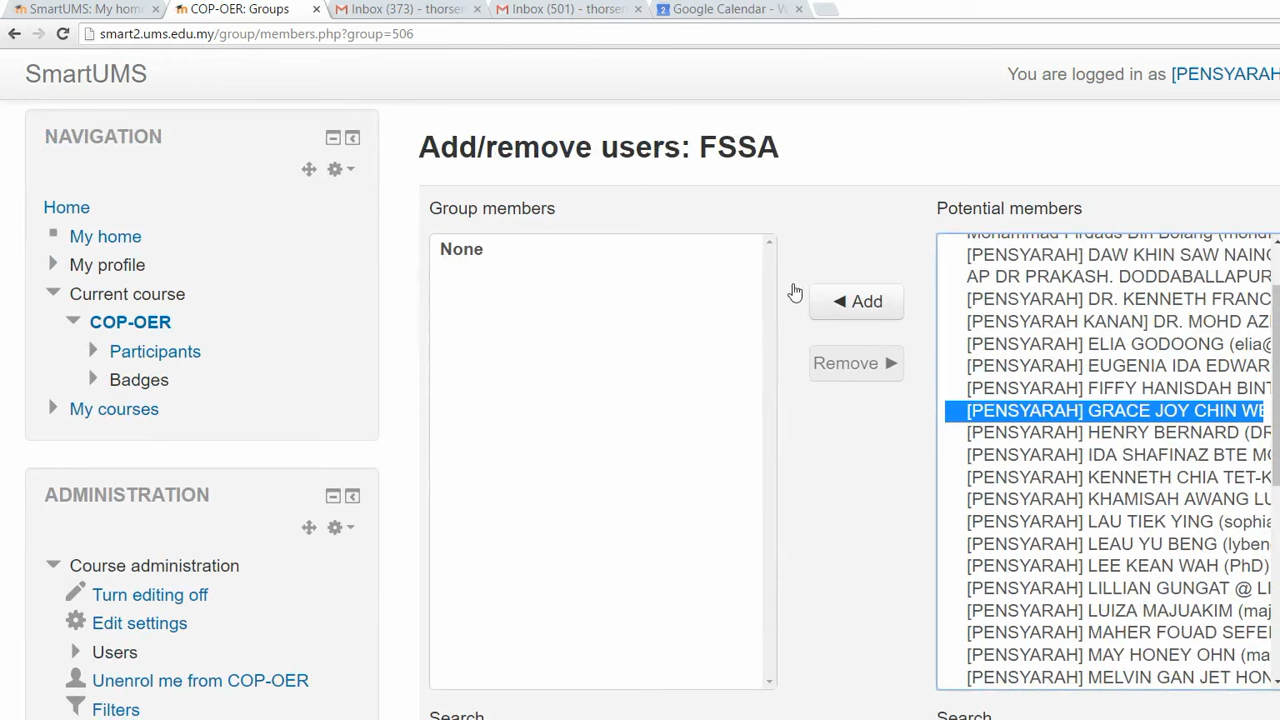 SmartUMS: My hom
COP-OER: Groups
Inbox (373) - thorsen
Inbox (501) - thorsen
Google Calendar - W
smart2.ums.edu.my/group/members.php?group=506
SmartUMS
You are logged in as [PENSYARAH
NAVIGATION
Home
My home
My profile
Current course
COP-OER
Participants
Badges
My courses
ADMINISTRATION
Course administration
Turn editing off
Edit settings
Users
Unenrol me from COP-OER
Filters
Add/remove users: FSSA
Group members
None
◄ Add
Remove ►
Potential members
[PENSYARAH] DAW KHIN SAW NAING
AP DR PRAKASH. DODDABALLAPUR
[PENSYARAH] DR. KENNETH FRANC
[PENSYARAH KANAN] DR. MOHD AZ
[PENSYARAH] ELIA GODOONG (elia@
[PENSYARAH] EUGENIA IDA EDWAR
[PENSYARAH] FIFFY HANISDAH BINT
[PENSYARAH] GRACE JOY CHIN WE
[PENSYARAH] HENRY BERNARD (DR
[PENSYARAH] IDA SHAFINAZ BTE MO
[PENSYARAH] KENNETH CHIA TET-K
[PENSYARAH] KHAMISAH AWANG LU
[PENSYARAH] LAU TIEK YING (sophia
[PENSYARAH] LEAU YU BENG (lyben
[PENSYARAH] LEE KEAN WAH (PhD)
[PENSYARAH] LILLIAN GUNGAT @ L
[PENSYARAH] LUIZA MAJUAKIM (maj
[PENSYARAH] MAHER FOUAD SEFE
[PENSYARAH] MAY HONEY OHN (ma
[PENSYARAH] MELVIN GAN JET HON
Search
Search